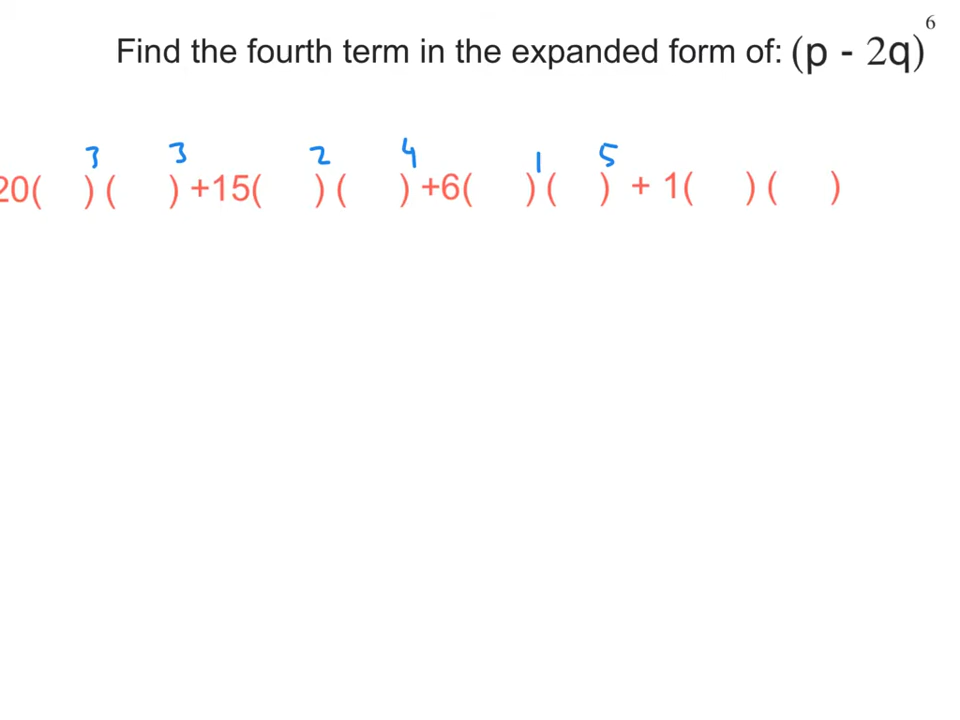 Find the fourth term in the expanded form of: (p - 2q)^6
20( )^3( )^3 +15( )^2( )^4 +6( )^1( )^5 + 1( )( )